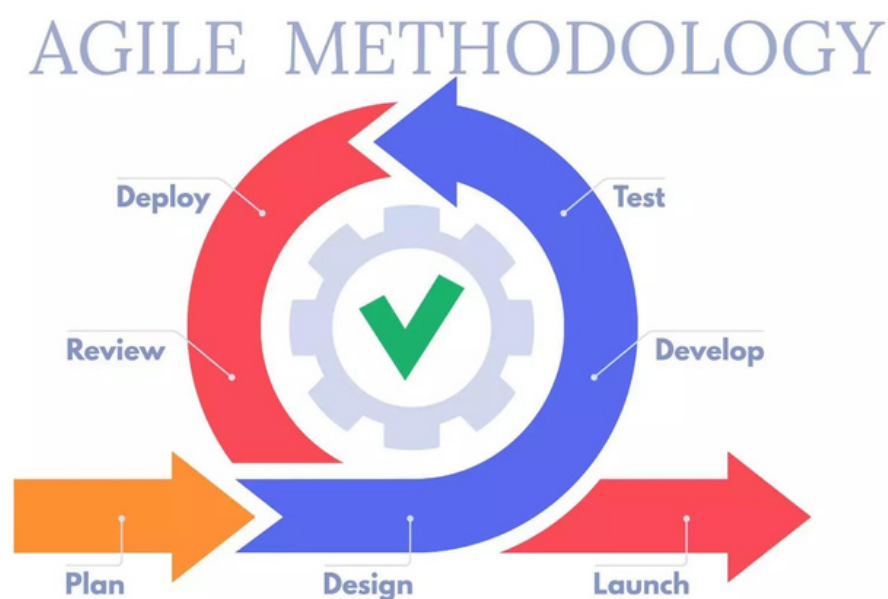 AGILE METHODOLOGY
Deploy
Test
Review
Develop
Plan
Design
Launch